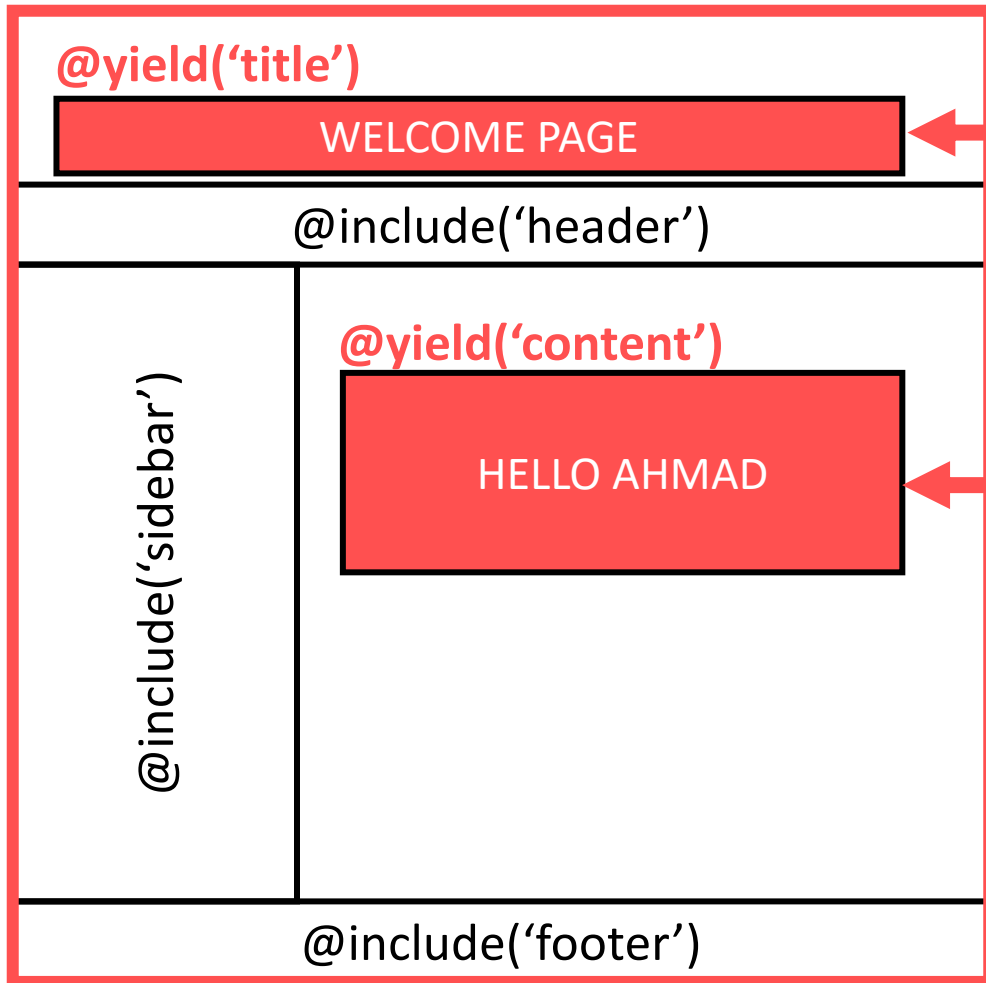 @yield(‘title’)
WELCOME PAGE
@include(‘header’)
@yield(‘content’)
@include(‘sidebar’)
HELLO AHMAD
@include(‘footer’)